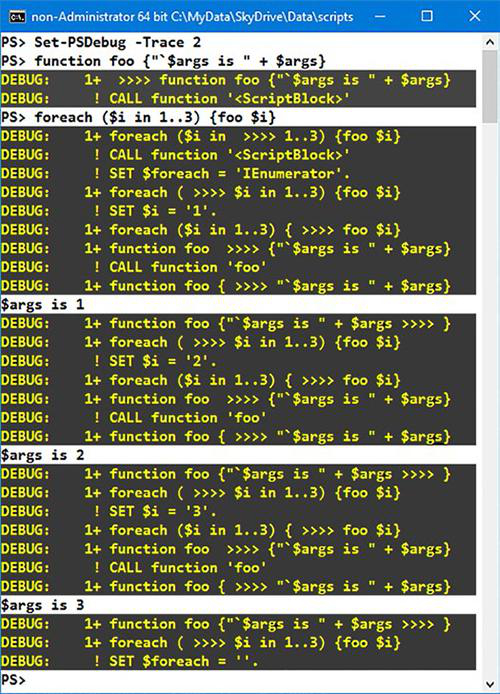 non-Administrator 64 bit C:\MyData\SkyDrive\Data\scripts
PS> Set-PSDebug -Trace 2
PS> function foo {"`$args is " + $args}
DEBUG:    1+  >>>> function foo {"`$args is " + $args}
DEBUG:     ! CALL function '<ScriptBlock>'
PS> foreach ($i in 1..3) {foo $i}
DEBUG:    1+ foreach ($i in  >>>> 1..3) {foo $i}
DEBUG:     ! CALL function '<ScriptBlock>'
DEBUG:     ! SET $foreach = 'IEnumerator'.
DEBUG:    1+ foreach ( >>>> $i in 1..3) {foo $i}
DEBUG:     ! SET $i = '1'.
DEBUG:    1+ foreach ($i in 1..3) { >>>> foo $i}
DEBUG:    1+ function foo  >>>> {"`$args is " + $args}
DEBUG:     ! CALL function 'foo'
DEBUG:    1+ function foo { >>>> "`$args is " + $args}
$args is 1
DEBUG:    1+ function foo {"`$args is " + $args >>>> }
DEBUG:    1+ foreach ( >>>> $i in 1..3) {foo $i}
DEBUG:     ! SET $i = '2'.
DEBUG:    1+ foreach ($i in 1..3) { >>>> foo $i}
DEBUG:    1+ function foo  >>>> {"`$args is " + $args}
DEBUG:     ! CALL function 'foo'
DEBUG:    1+ function foo { >>>> "`$args is " + $args}
$args is 2
DEBUG:    1+ function foo {"`$args is " + $args >>>> }
DEBUG:    1+ foreach ( >>>> $i in 1..3) {foo $i}
DEBUG:     ! SET $i = '3'.
DEBUG:    1+ foreach ($i in 1..3) { >>>> foo $i}
DEBUG:    1+ function foo  >>>> {"`$args is " + $args}
DEBUG:     ! CALL function 'foo'
DEBUG:    1+ function foo { >>>> "`$args is " + $args}
$args is 3
DEBUG:    1+ function foo {"`$args is " + $args >>>> }
DEBUG:    1+ foreach ( >>>> $i in 1..3) {foo $i}
DEBUG:     ! SET $foreach = ''.
PS>